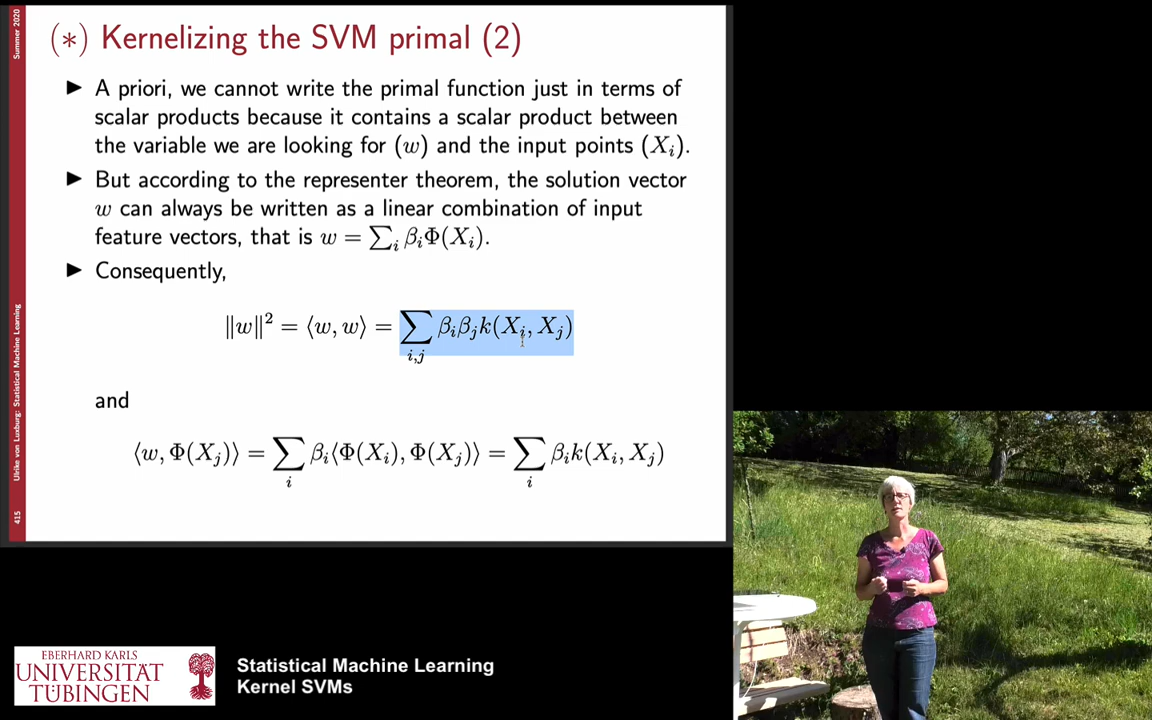 Summer 2020
Ulrike von Luxburg: Statistical Machine Learning
415
(∗) Kernelizing the SVM primal (2)
▶ A priori, we cannot write the primal function just in terms of
scalar products because it contains a scalar product between
the variable we are looking for (w) and the input points (X_i).
▶ But according to the representer theorem, the solution vector
w can always be written as a linear combination of input
feature vectors, that is w = ∑_i β_iΦ(X_i).
▶ Consequently,
‖w‖² = ⟨w, w⟩ = ∑_{i,j} β_iβ_jk(X_i, X_j)
and
⟨w, Φ(X_j)⟩ = ∑_i β_i⟨Φ(X_i), Φ(X_j)⟩ = ∑_i β_ik(X_i, X_j)
EBERHARD KARLS
UNIVERSITÄT
TÜBINGEN
Statistical Machine Learning
Kernel SVMs